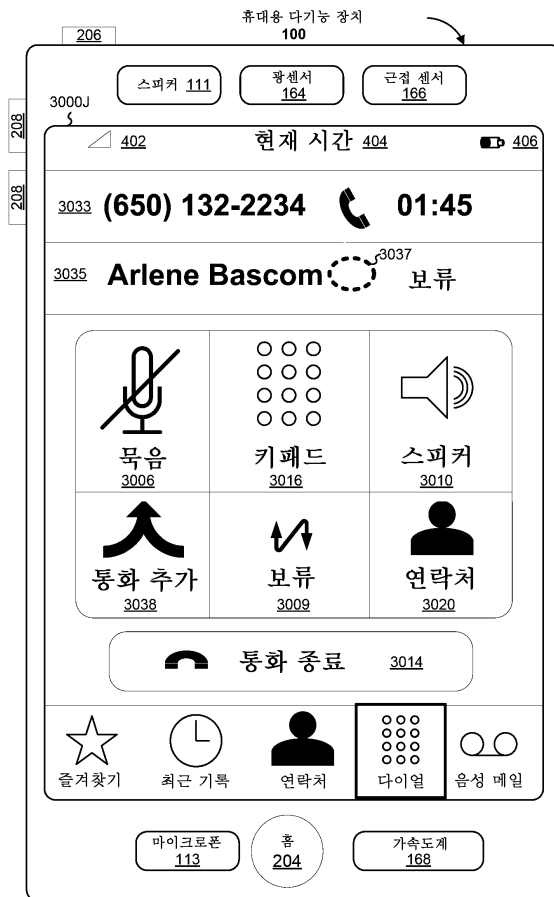 휴대용 다기능 장치
100
206
스피커 111
광센서
164
근접 센서
166
3000J
208
208
402
현재 시간 404
406
3033 (650) 132-2234 01:45
3037
3035 Arlene Bascom 보류
묵음
3006
키패드
3016
스피커
3010
통화 추가
3038
보류
3009
연락처
3020
통화 종료 3014
즐겨찾기
최근 기록
연락처
다이얼
음성 메일
마이크로폰
113
홈
204
가속도계
168